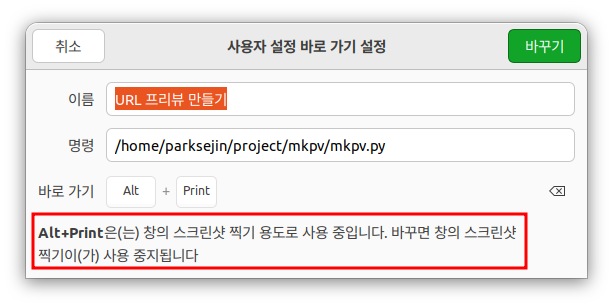 취소 사용자 설정 바로 가기 설정 바꾸기
이름 URL 프리뷰 만들기
명령 /home/parksejin/project/mkpv/mkpv.py
바로 가기 Alt + Print
Alt+Print은(는) 창의 스크린샷 찍기 용도로 사용 중입니다. 바꾸면 창의 스크린샷
찍기이(가) 사용 중지됩니다